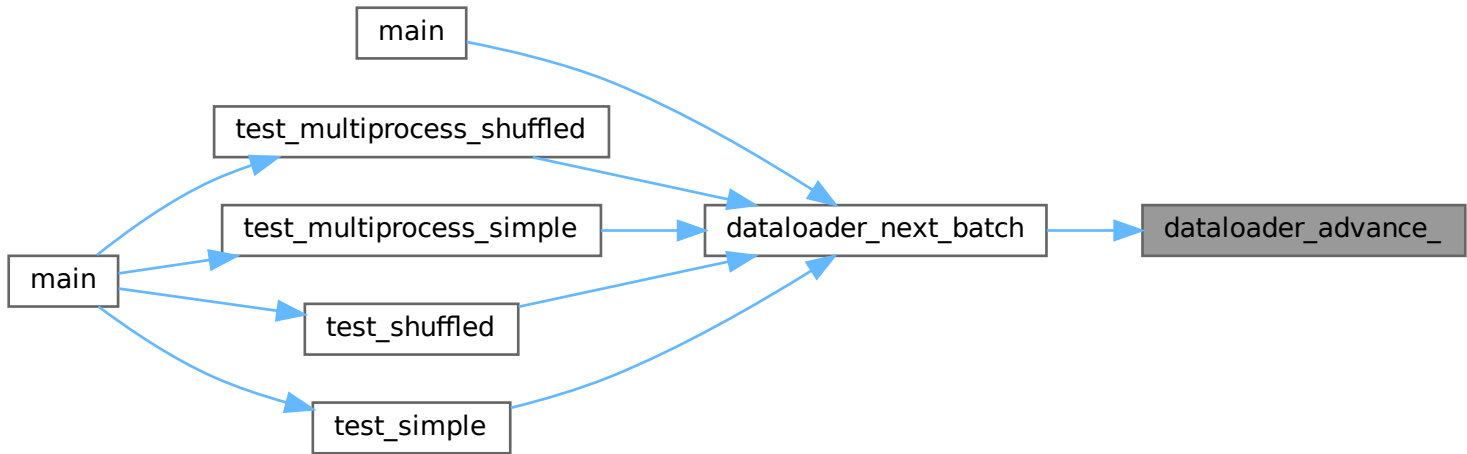 main
test_multiprocess_shuffled
test_multiprocess_simple
dataloader_next_batch
dataloader_advance_
main
test_shuffled
test_simple